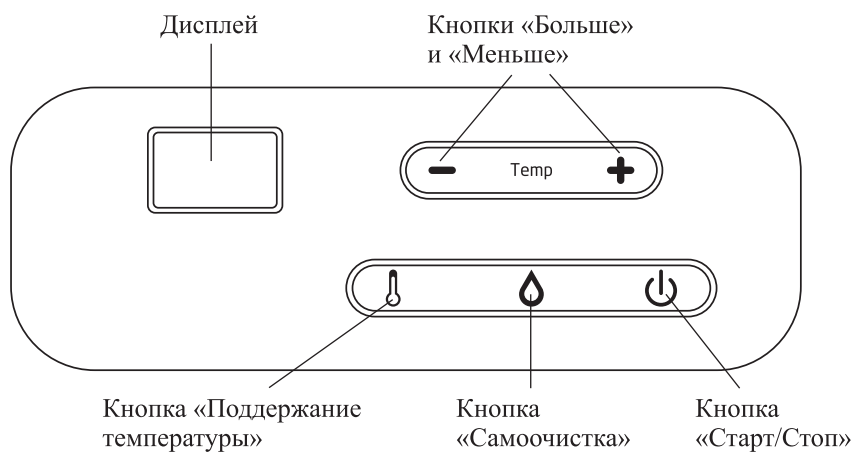 Дисплей
Кнопки «Больше»
и «Меньше»
Temp
Кнопка «Поддержание
температуры»
Кнопка
«Самоочистка»
Кнопка
«Старт/Стоп»